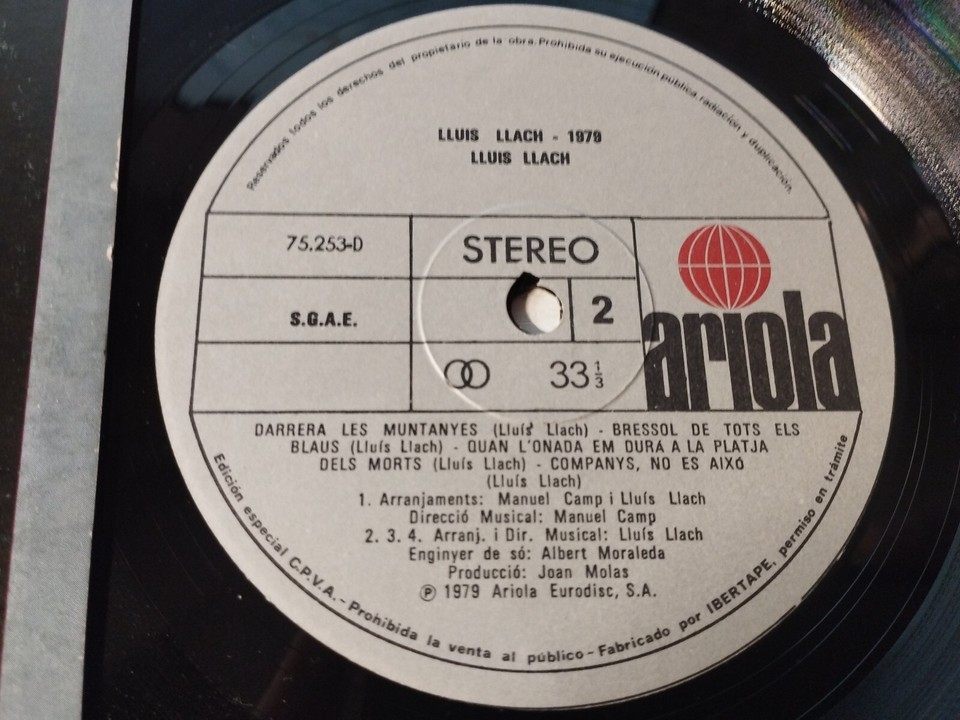 Reservados todos los derechos del propietario de la obra. Prohibida su ejecución pública, radiación y duplicación.
LLUIS LLACH - 1979
LLUIS LLACH
75.253-D
STEREO
S.G.A.E.
2
33 1/3
ariola
DARRERA LES MUNTANYES (Lluís Llach) - BRESSOL DE TOTS ELS
BLAUS (Lluís Llach) - QUAN L'ONADA EM DURÁ A LA PLATJA
DELS MORTS (Lluís Llach) - COMPANYS, NO ES AIXÓ
(Lluís Llach)
1. Arranjaments: Manuel Camp i Lluís Llach
Direcció Musical: Manuel Camp
2. 3. 4. Arranj. i Dir. Musical: Lluís Llach
Enginyer de só: Albert Moraleda
Producció: Joan Molas
℗ 1979 Ariola Eurodisc, S.A.
Edición especial C.P.V.A. - Prohibida la venta al público - Fabricado por IBERTAPE, permiso en trámite